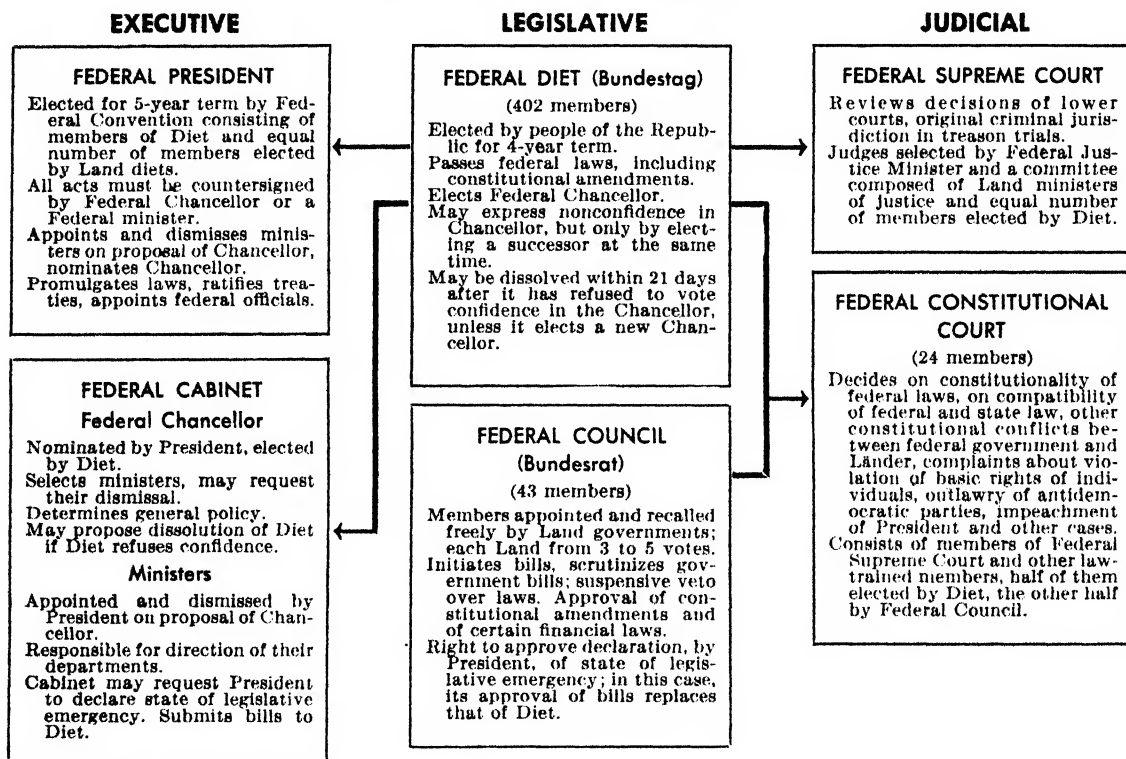 EXECUTIVE
FEDERAL PRESIDENT
Elected for 5-year term by Fed-
eral Convention consisting of
members of Diet and equal
number of members elected
by Land diets.
All acts must be countersigned
by Federal Chancellor or a
Federal minister.
Appoints and dismisses minis-
ters on proposal of Chancellor,
nominates Chancellor.
Promulgates laws, ratifies trea-
ties, appoints federal officials.
FEDERAL CABINET
Federal Chancellor
Nominated by President, elected
by Diet.
Selects ministers, may request
their dismissal.
Determines general policy.
May propose dissolution of Diet
if Diet refuses confidence.
Ministers
Appointed and dismissed by
President on proposal of Chan-
cellor.
Responsible for direction of their
departments.
Cabinet may request President
to declare state of legislative
emergency. Submits bills to
Diet.
LEGISLATIVE
FEDERAL DIET (Bundestag)
(402 members)
Elected by people of the Repub-
lic for 4-year term.
Passes federal laws, including
constitutional amendments.
Elects Federal Chancellor.
May express nonconfidence in
Chancellor, but only by elect-
ing a successor at the same
time.
May be dissolved within 21 days
after it has refused to vote
confidence in the Chancellor,
unless it elects a new Chan-
cellor.
FEDERAL COUNCIL
(Bundesrat)
(43 members)
Members appointed and recalled
freely by Land governments;
each Land from 3 to 5 votes.
Initiates bills, scrutinizes gov-
ernment bills; suspensive veto
over laws. Approval of con-
stitutional amendments and
of certain financial laws.
Right to approve declaration, by
President, of state of legis-
lative emergency; in this case,
its approval of bills replaces
that of Diet.
JUDICIAL
FEDERAL SUPREME COURT
Reviews decisions of lower
courts, original criminal juris-
diction in treason trials.
Judges selected by Federal Jus-
tice Minister and a committee
composed of Land ministers
of justice and equal number
of members elected by Diet.
FEDERAL CONSTITUTIONAL
COURT
(24 members)
Decides on constitutionality of
federal laws, on compatibility
of federal and state law, other
constitutional conflicts be-
tween federal government and
Länder, complaints about vio-
lation of basic rights of indi-
viduals, outlawry of antidem-
ocratic parties, impeachment
of President and other cases.
Consists of members of Federal
Supreme Court and other law-
trained members, half of them
elected by Diet, the other half
by Federal Council.